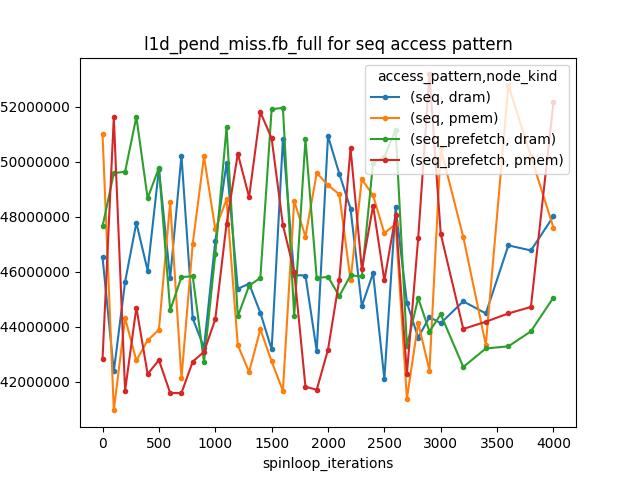 l1d_pend_miss.fb_full for seq access pattern
access_pattern,node_kind
(seq, dram)
(seq, pmem)
(seq_prefetch, dram)
(seq_prefetch, pmem)
52000000
50000000
48000000
46000000
44000000
42000000
0 500 1000 1500 2000 2500 3000 3500 4000
spinloop_iterations